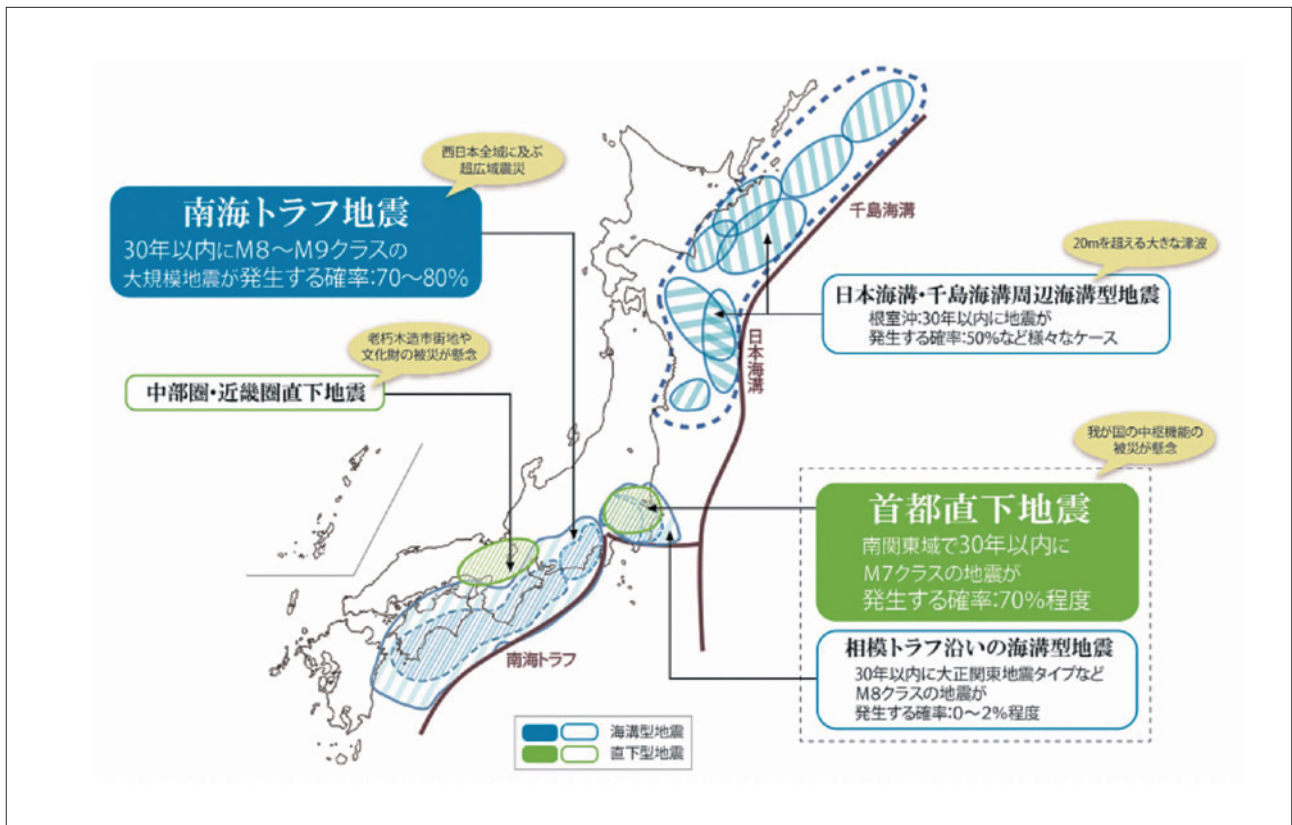 西日本全域に及ぶ
超広域震災
南海トラフ地震
30年以内にM8～M9クラスの
大規模地震が発生する確率:70～80%
老朽木造市街地や
文化財の被災が懸念
中部圏・近畿圏直下地震
千島海溝
20mを超える大きな津波
日本海溝・千島海溝周辺海溝型地震
根室沖:30年以内に地震が
発生する確率:50%など様々なケース
日本海溝
我が国の中枢機能の
被災が懸念
首都直下地震
南関東域で30年以内に
M7クラスの地震が
発生する確率:70%程度
相模トラフ沿いの海溝型地震
30年以内に大正関東地震タイプなど
M8クラスの地震が
発生する確率:0～2%程度
南海トラフ
海溝型地震
直下型地震